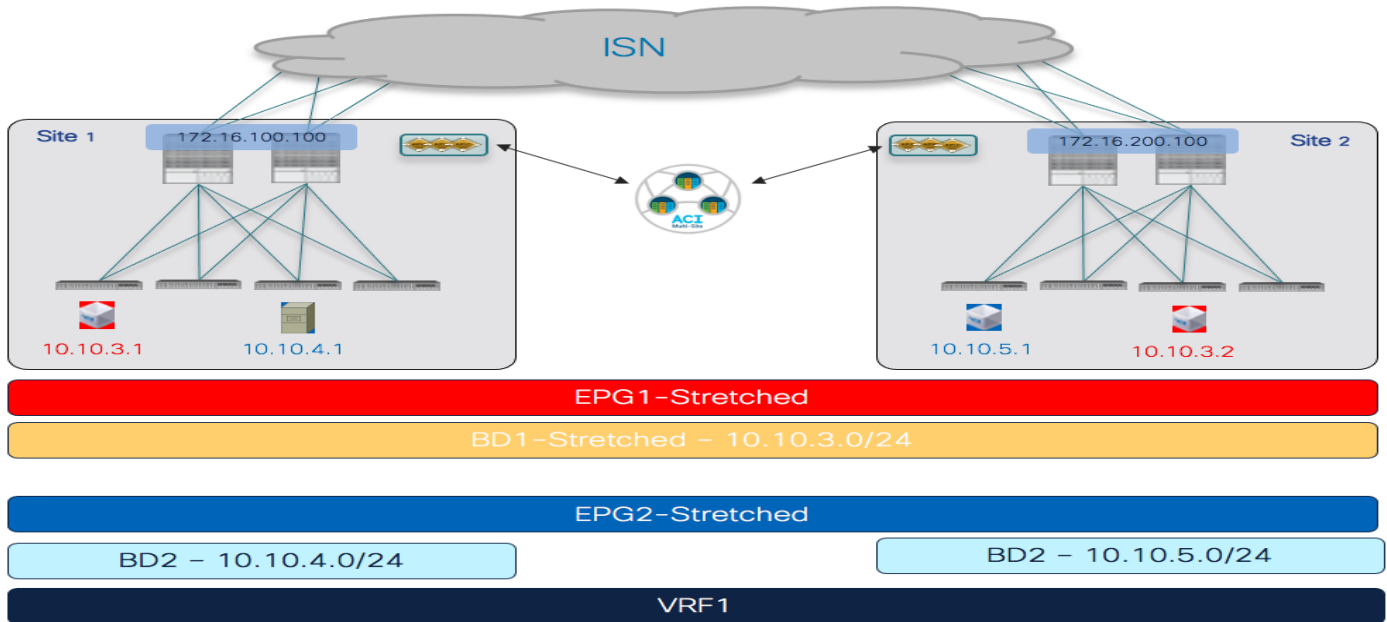 ISN
Site 1
172.16.100.100
172.16.200.100
Site 2
ACI
Multi-Site
10.10.3.1
10.10.4.1
10.10.5.1
10.10.3.2
EPG1-Stretched
BD1-Stretched - 10.10.3.0/24
EPG2-Stretched
BD2 - 10.10.4.0/24
BD2 - 10.10.5.0/24
VRF1